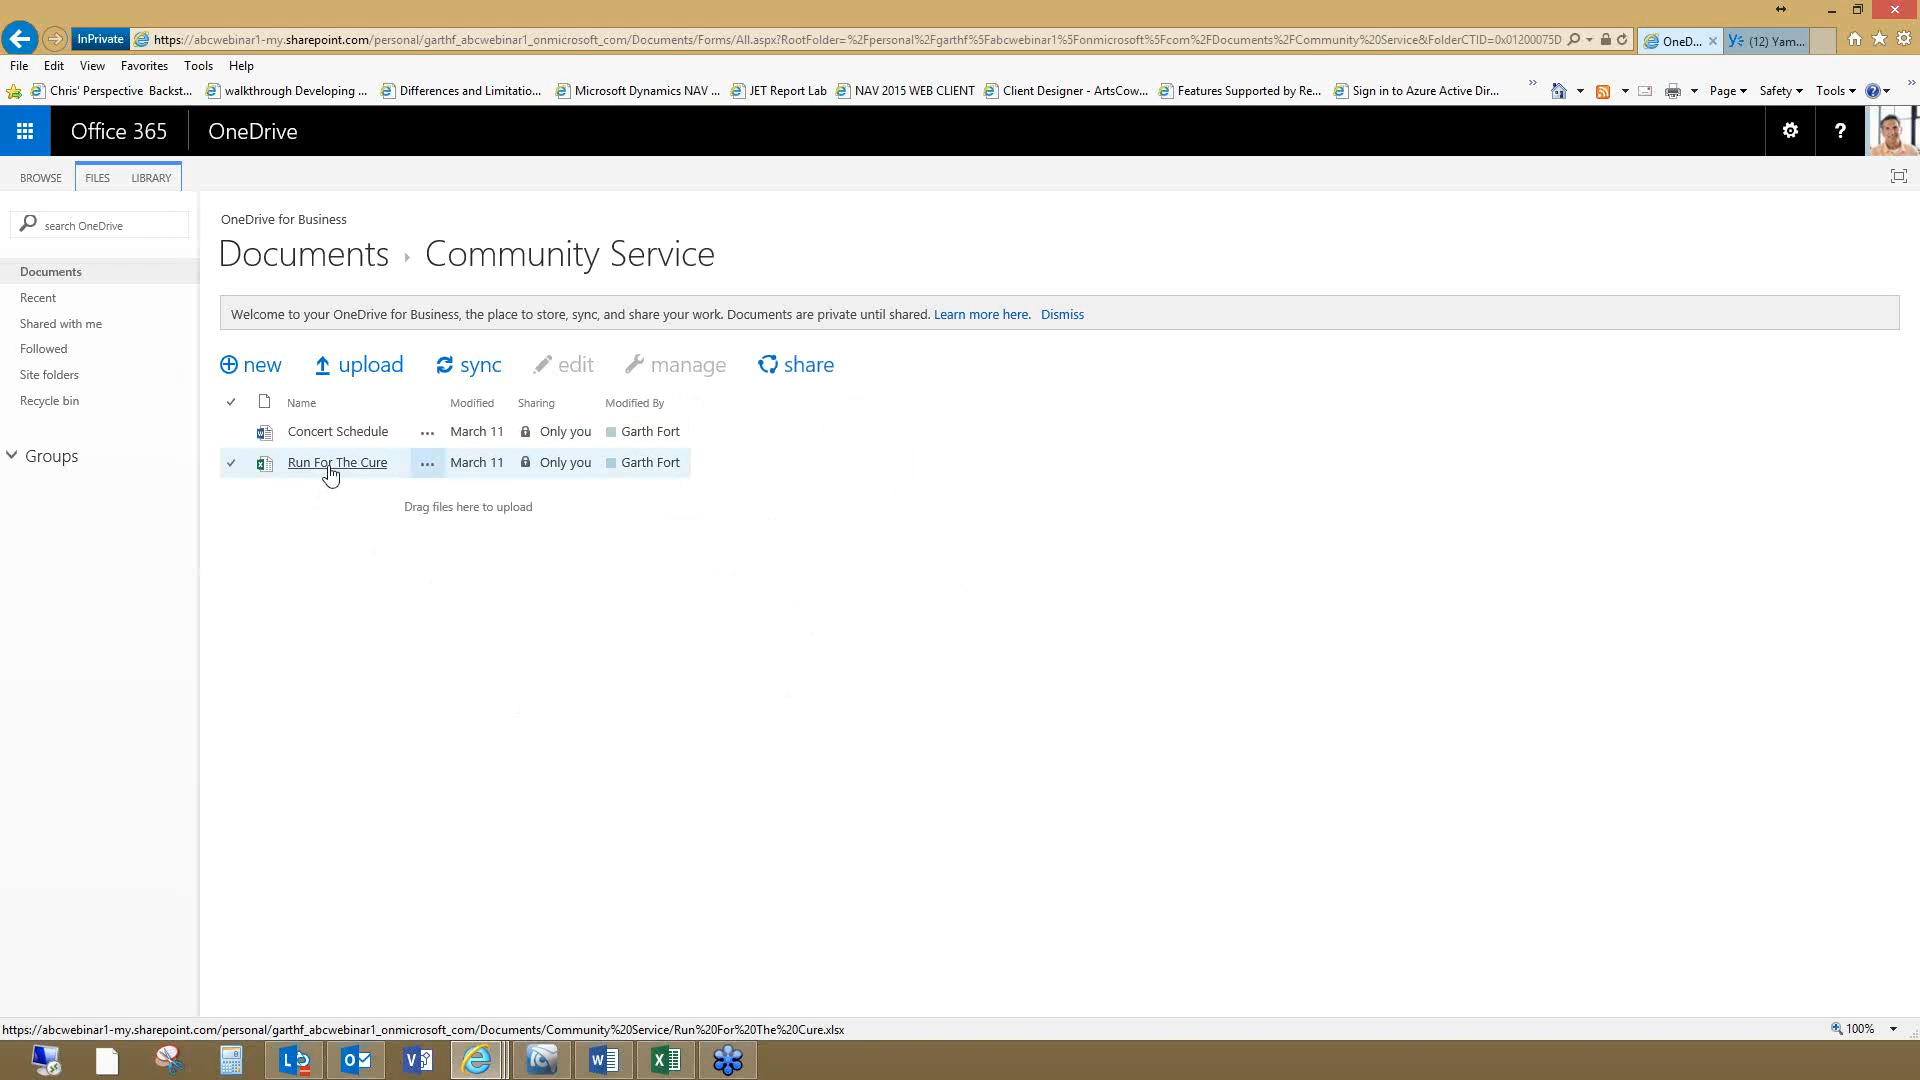 InPrivate
https://abcwebinar1-my.sharepoint.com/personal/garthf_abcwebinar1_onmicrosoft_com/Documents/Forms/All.aspx?RootFolder=%2Fpersonal%2Fgarthf%5Fabcwebinar1%5Fonmicrosoft%5Fcom%2FDocuments%2FCommunity%20Service&FolderCTID=0x01200075D
OneD...
(12) Yam...
File Edit View Favorites Tools Help
Chris' Perspective Backst... walkthrough Developing ... Differences and Limitatio... Microsoft Dynamics NAV ... JET Report Lab NAV 2015 WEB CLIENT Client Designer - ArtsCow... Features Supported by Re... Sign in to Azure Active Dir... Page Safety Tools
Office 365 OneDrive ?
BROWSE FILES LIBRARY
search OneDrive
Documents
Recent
Shared with me
Followed
Site folders
Recycle bin
Groups
OneDrive for Business
Documents › Community Service
Welcome to your OneDrive for Business, the place to store, sync, and share your work. Documents are private until shared. Learn more here. Dismiss
new upload sync edit manage share
Name Modified Sharing Modified By
Concert Schedule ... March 11 Only you Garth Fort
Run For The Cure ... March 11 Only you Garth Fort
Drag files here to upload
https://abcwebinar1-my.sharepoint.com/personal/garthf_abcwebinar1_onmicrosoft_com/Documents/Community%20Service/Run%20For%20The%20Cure.xlsx
100%